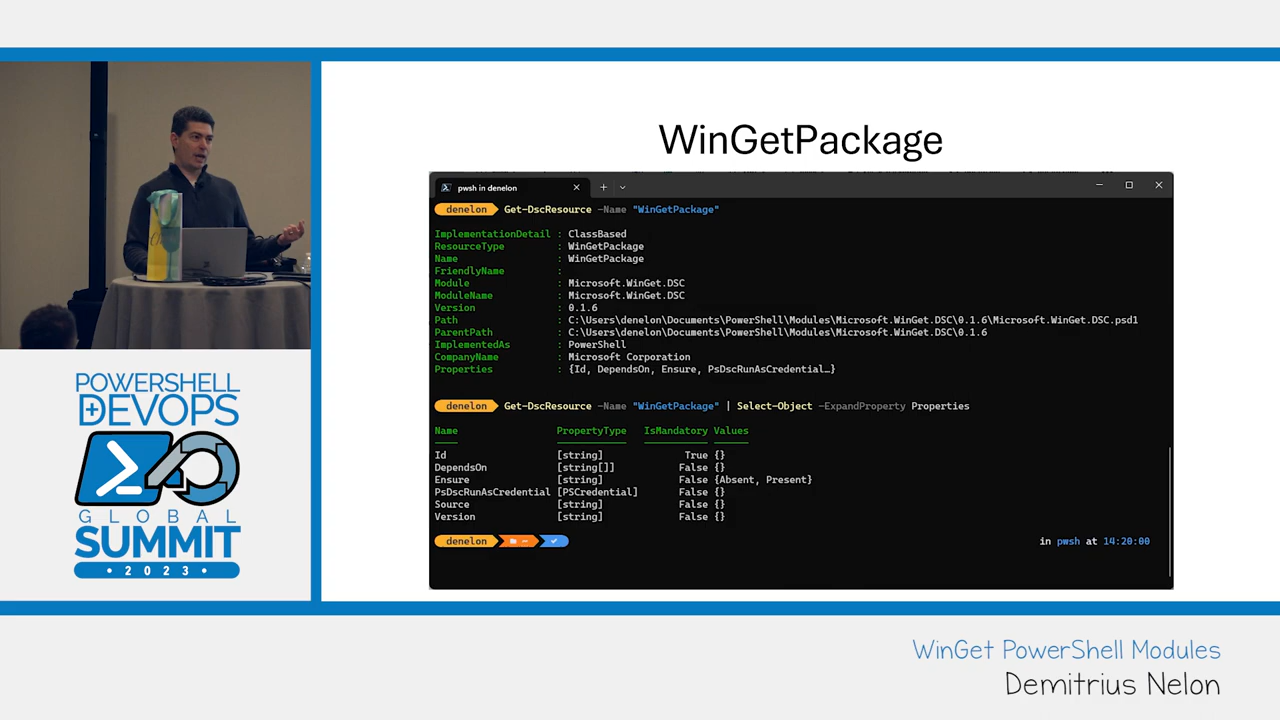 WinGetPackage
pwsh in denelon
denelon Get-DscResource -Name "WinGetPackage"
ImplementationDetail : ClassBased
ResourceType : WinGetPackage
Name : WinGetPackage
FriendlyName :
Module : Microsoft.WinGet.DSC
ModuleName : Microsoft.WinGet.DSC
Version : 0.1.6
Path : C:\Users\denelon\Documents\PowerShell\Modules\Microsoft.WinGet.DSC\0.1.6\Microsoft.WinGet.DSC.psd1
ParentPath : C:\Users\denelon\Documents\PowerShell\Modules\Microsoft.WinGet.DSC\0.1.6
ImplementedAs : PowerShell
CompanyName : Microsoft Corporation
Properties : {Id, DependsOn, Ensure, PsDscRunAsCredential…}
denelon Get-DscResource -Name "WinGetPackage" | Select-Object -ExpandProperty Properties
Name PropertyType IsMandatory Values
Id [string] True {}
DependsOn [string[]] False {}
Ensure [string] False {Absent, Present}
PsDscRunAsCredential [PSCredential] False {}
Source [string] False {}
Version [string] False {}
denelon
in pwsh at 14:20:00
POWERSHELL
DEVOPS
GLOBAL
SUMMIT
2023
WinGet PowerShell Modules
Demitrius Nelon